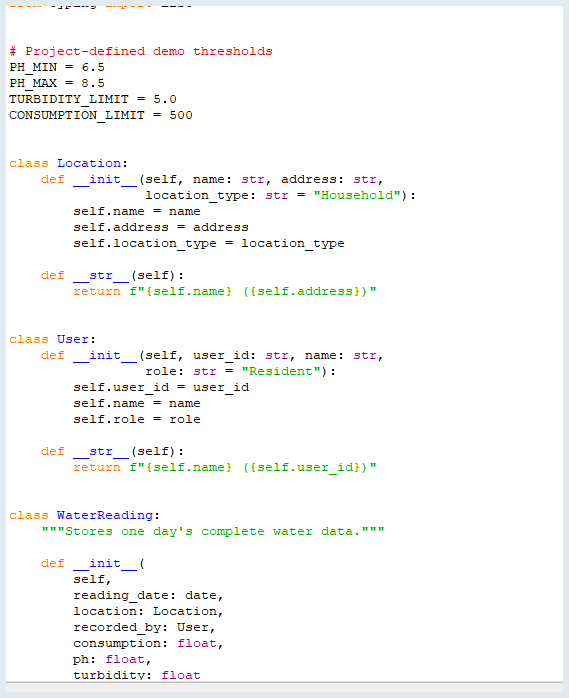 # Project-defined demo thresholds
PH_MIN = 6.5
PH_MAX = 8.5
TURBIDITY_LIMIT = 5.0
CONSUMPTION_LIMIT = 500
class Location:
    def __init__(self, name: str, address: str,
                 location_type: str = "Household"):
        self.name = name
        self.address = address
        self.location_type = location_type
    def __str__(self):
        return f"{self.name} ({self.address})"
class User:
    def __init__(self, user_id: str, name: str,
                 role: str = "Resident"):
        self.user_id = user_id
        self.name = name
        self.role = role
    def __str__(self):
        return f"{self.name} ({self.user_id})"
class WaterReading:
    """Stores one day's complete water data."""
    def __init__(
        self,
        reading_date: date,
        location: Location,
        recorded_by: User,
        consumption: float,
        ph: float,
        turbidity: float